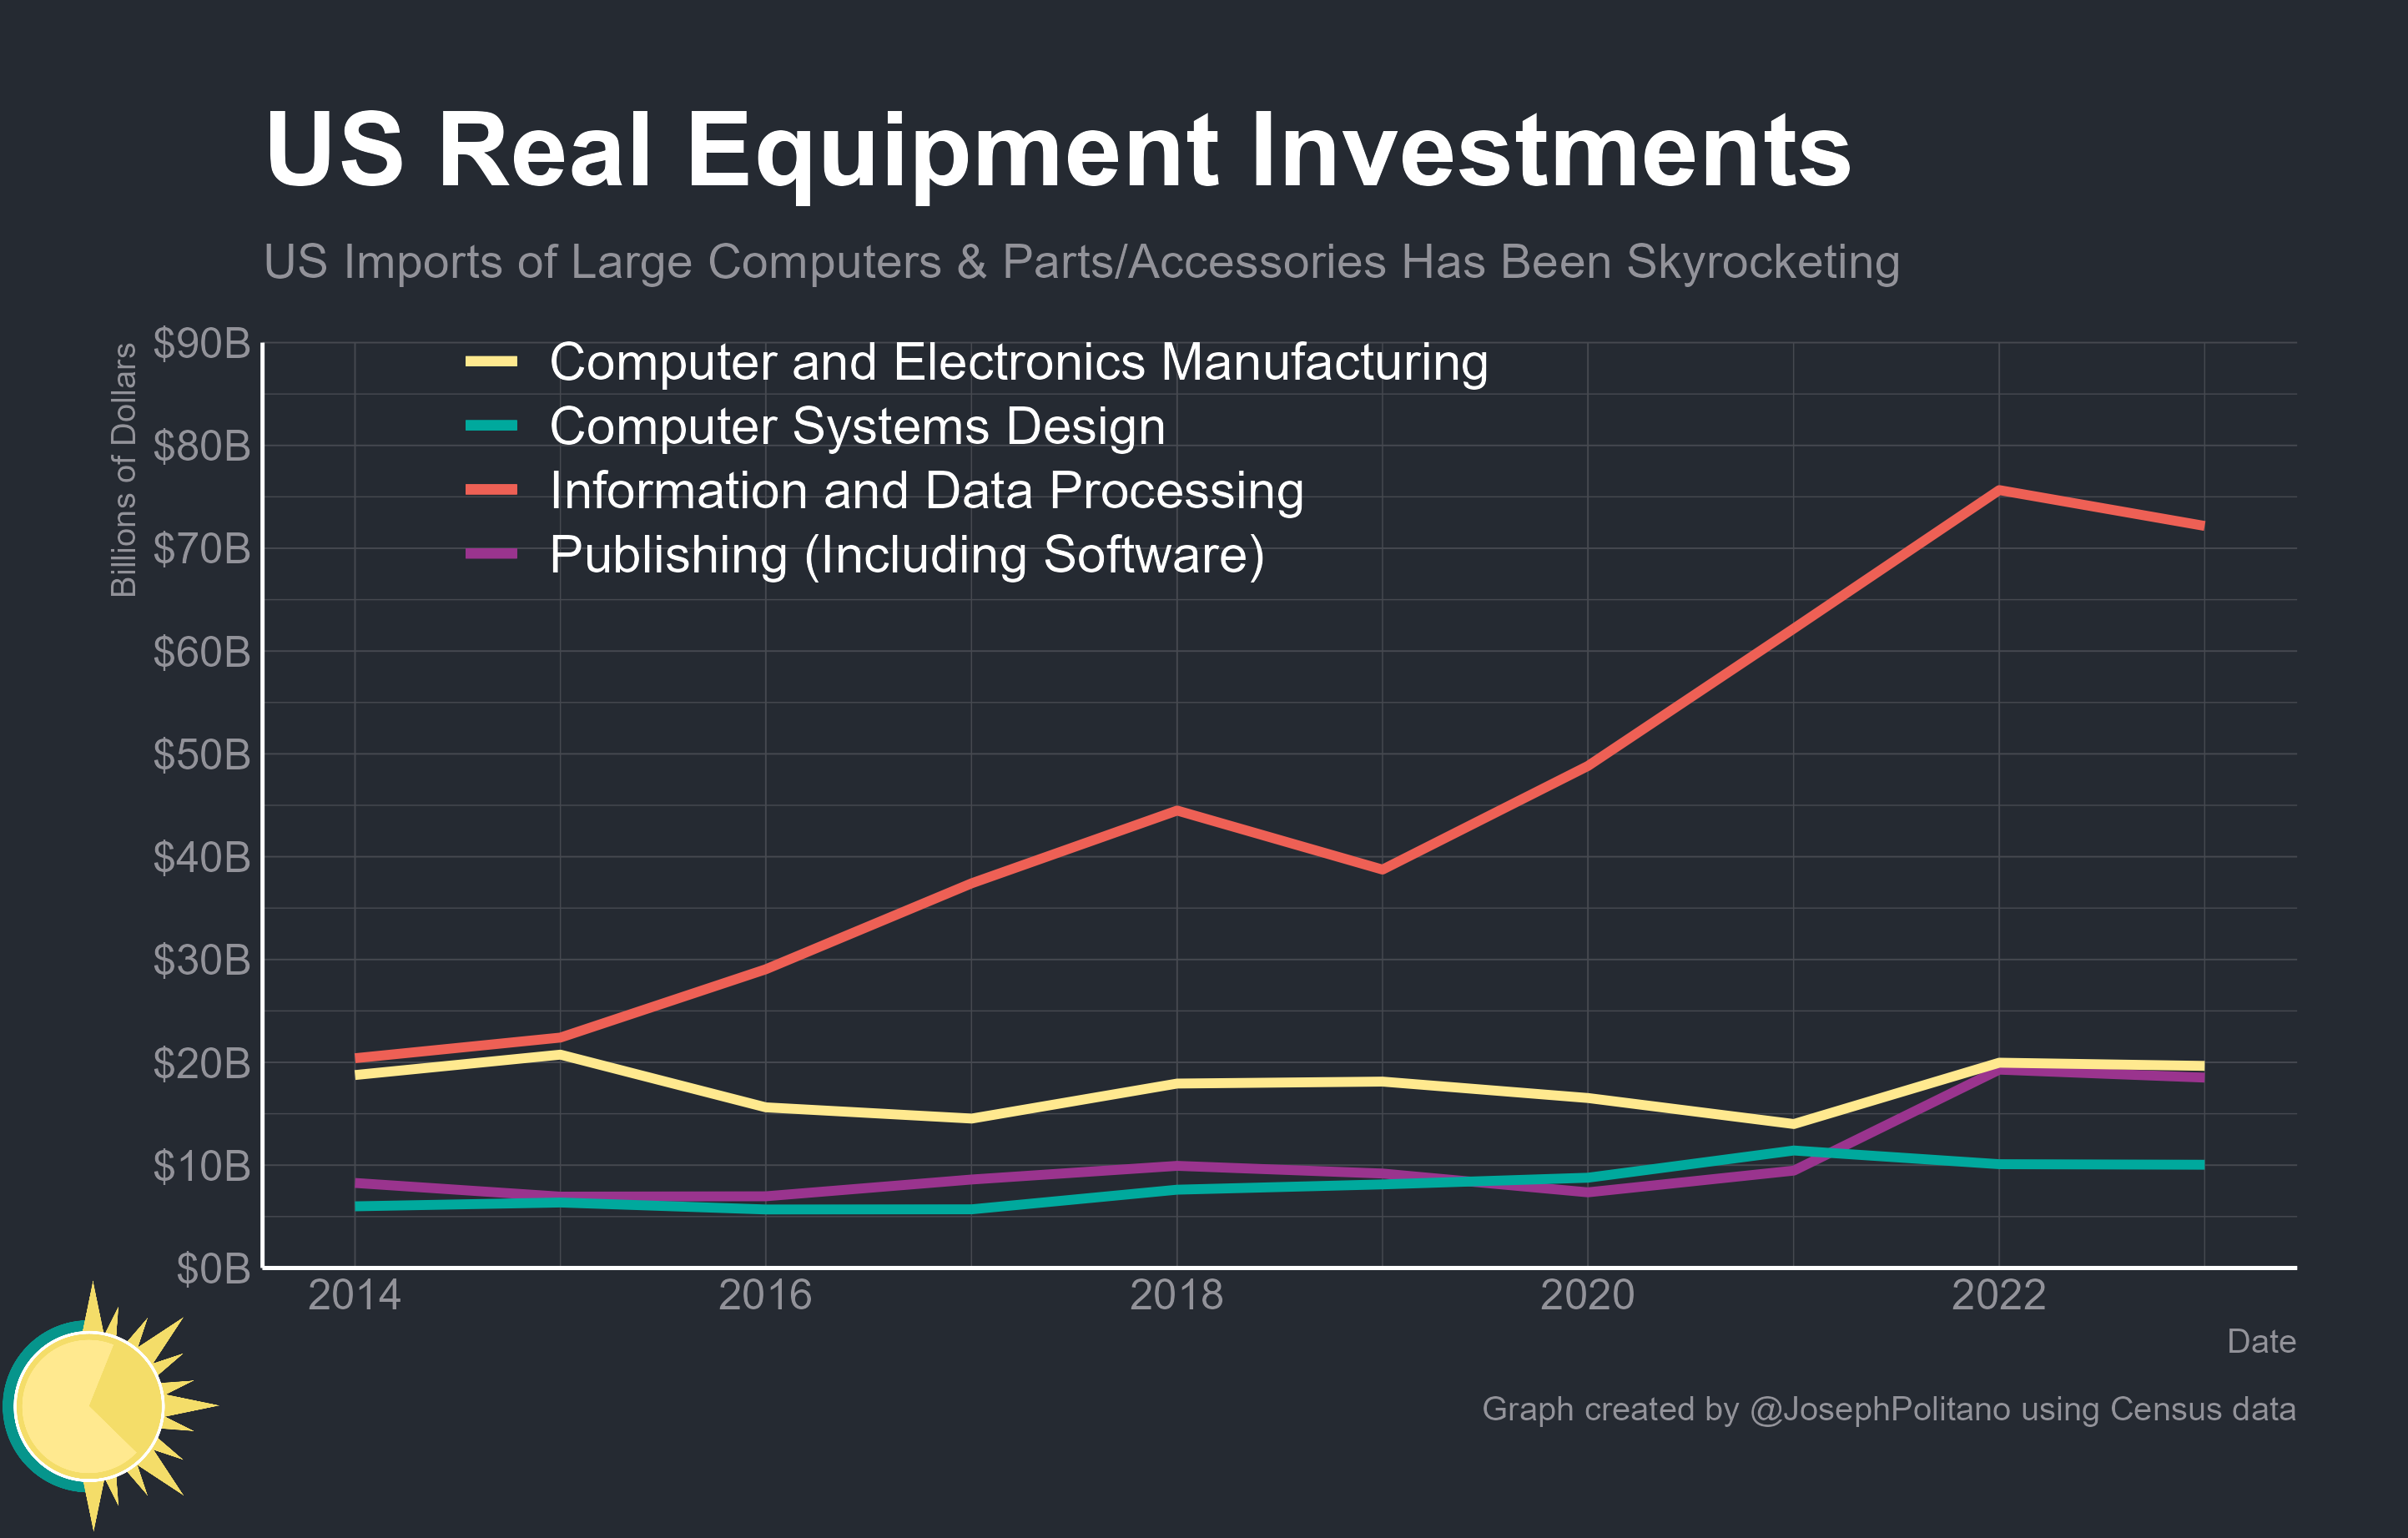 US Real Equipment Investments
US Imports of Large Computers & Parts/Accessories Has Been Skyrocketing
Billions of Dollars
$90B
$80B
$70B
$60B
$50B
$40B
$30B
$20B
$10B
$0B
Computer and Electronics Manufacturing
Computer Systems Design
Information and Data Processing
Publishing (Including Software)
2014 2016 2018 2020 2022
Date
Graph created by @JosephPolitano using Census data